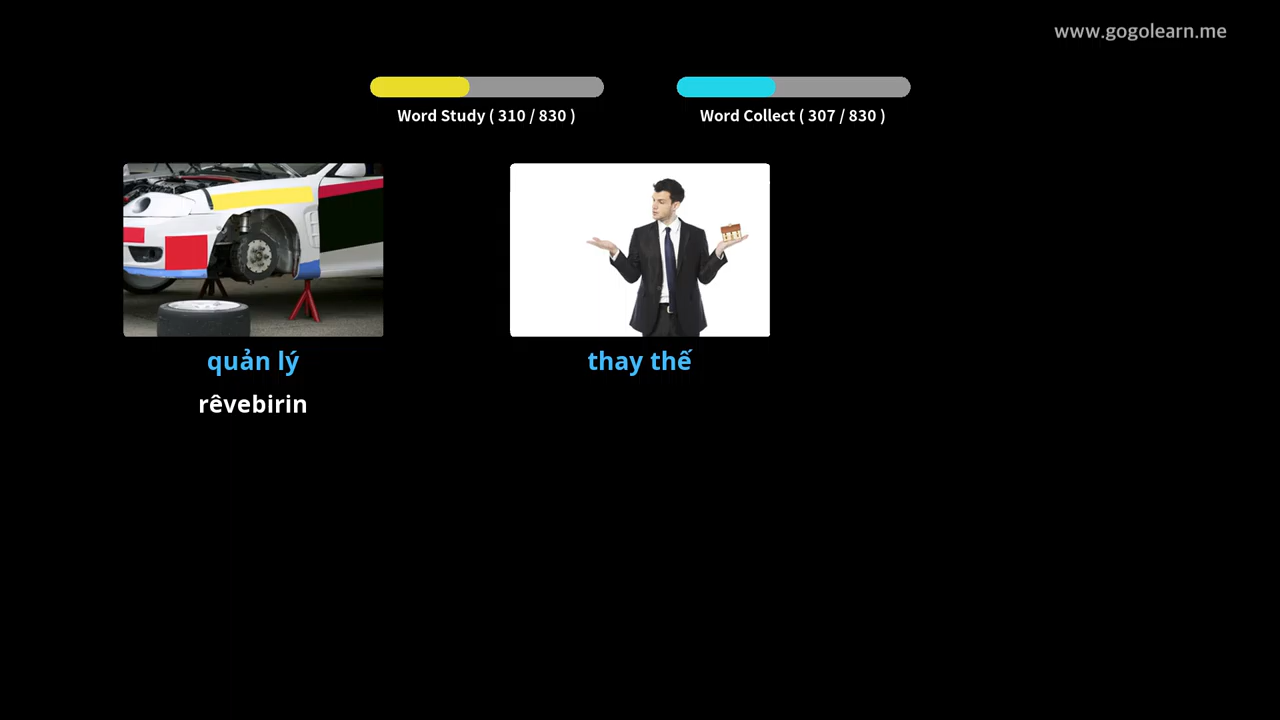 www.gogolearn.me
Word Study ( 310 / 830 )
Word Collect ( 307 / 830 )
quản lý
thay thế
rêvebirin